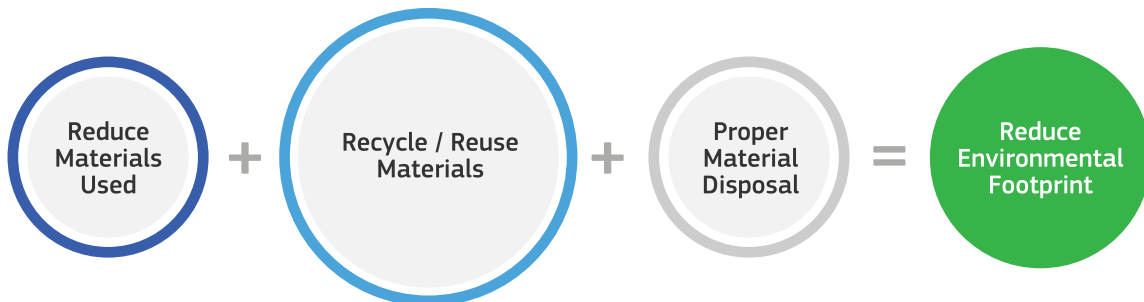 Reduce
Materials
Used
+
Recycle / Reuse
Materials
+
Proper
Material
Disposal
=
Reduce
Environmental
Footprint